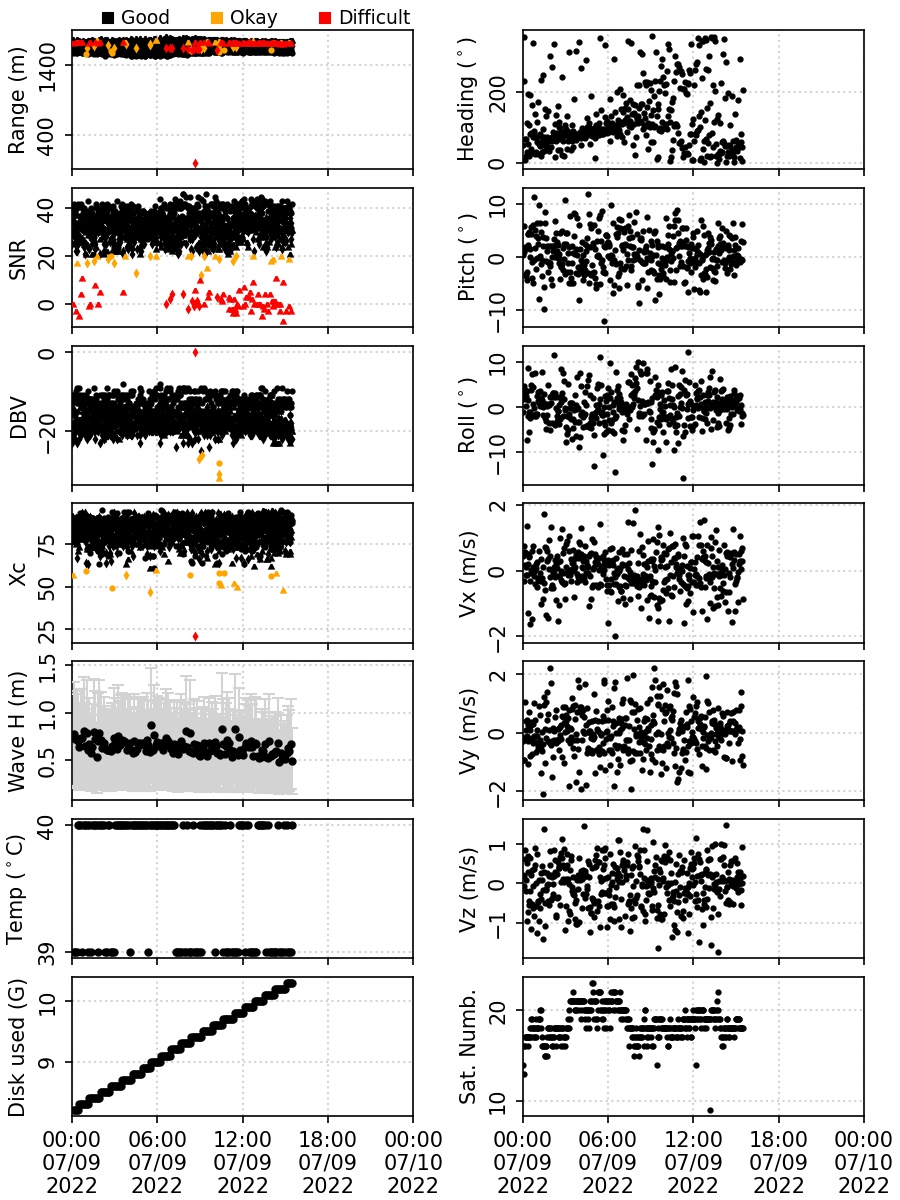 Good Okay Difficult
Range (m)
1400
400
Heading (°)
200
0
SNR
40
20
0
Pitch (°)
10
0
−10
DBV
0
−20
Roll (°)
10
0
−10
Xc
75
50
25
Vx (m/s)
2
0
−2
Wave H (m)
1.5
1.0
0.5
Vy (m/s)
2
0
−2
Temp (°C)
40
39
Vz (m/s)
1
0
−1
Disk used (G)
10
9
Sat. Numb.
20
10
00:00 06:00 12:00 18:00 00:00
07/09 07/09 07/09 07/09 07/10
2022 2022 2022 2022 2022
00:00 06:00 12:00 18:00 00:00
07/09 07/09 07/09 07/09 07/10
2022 2022 2022 2022 2022